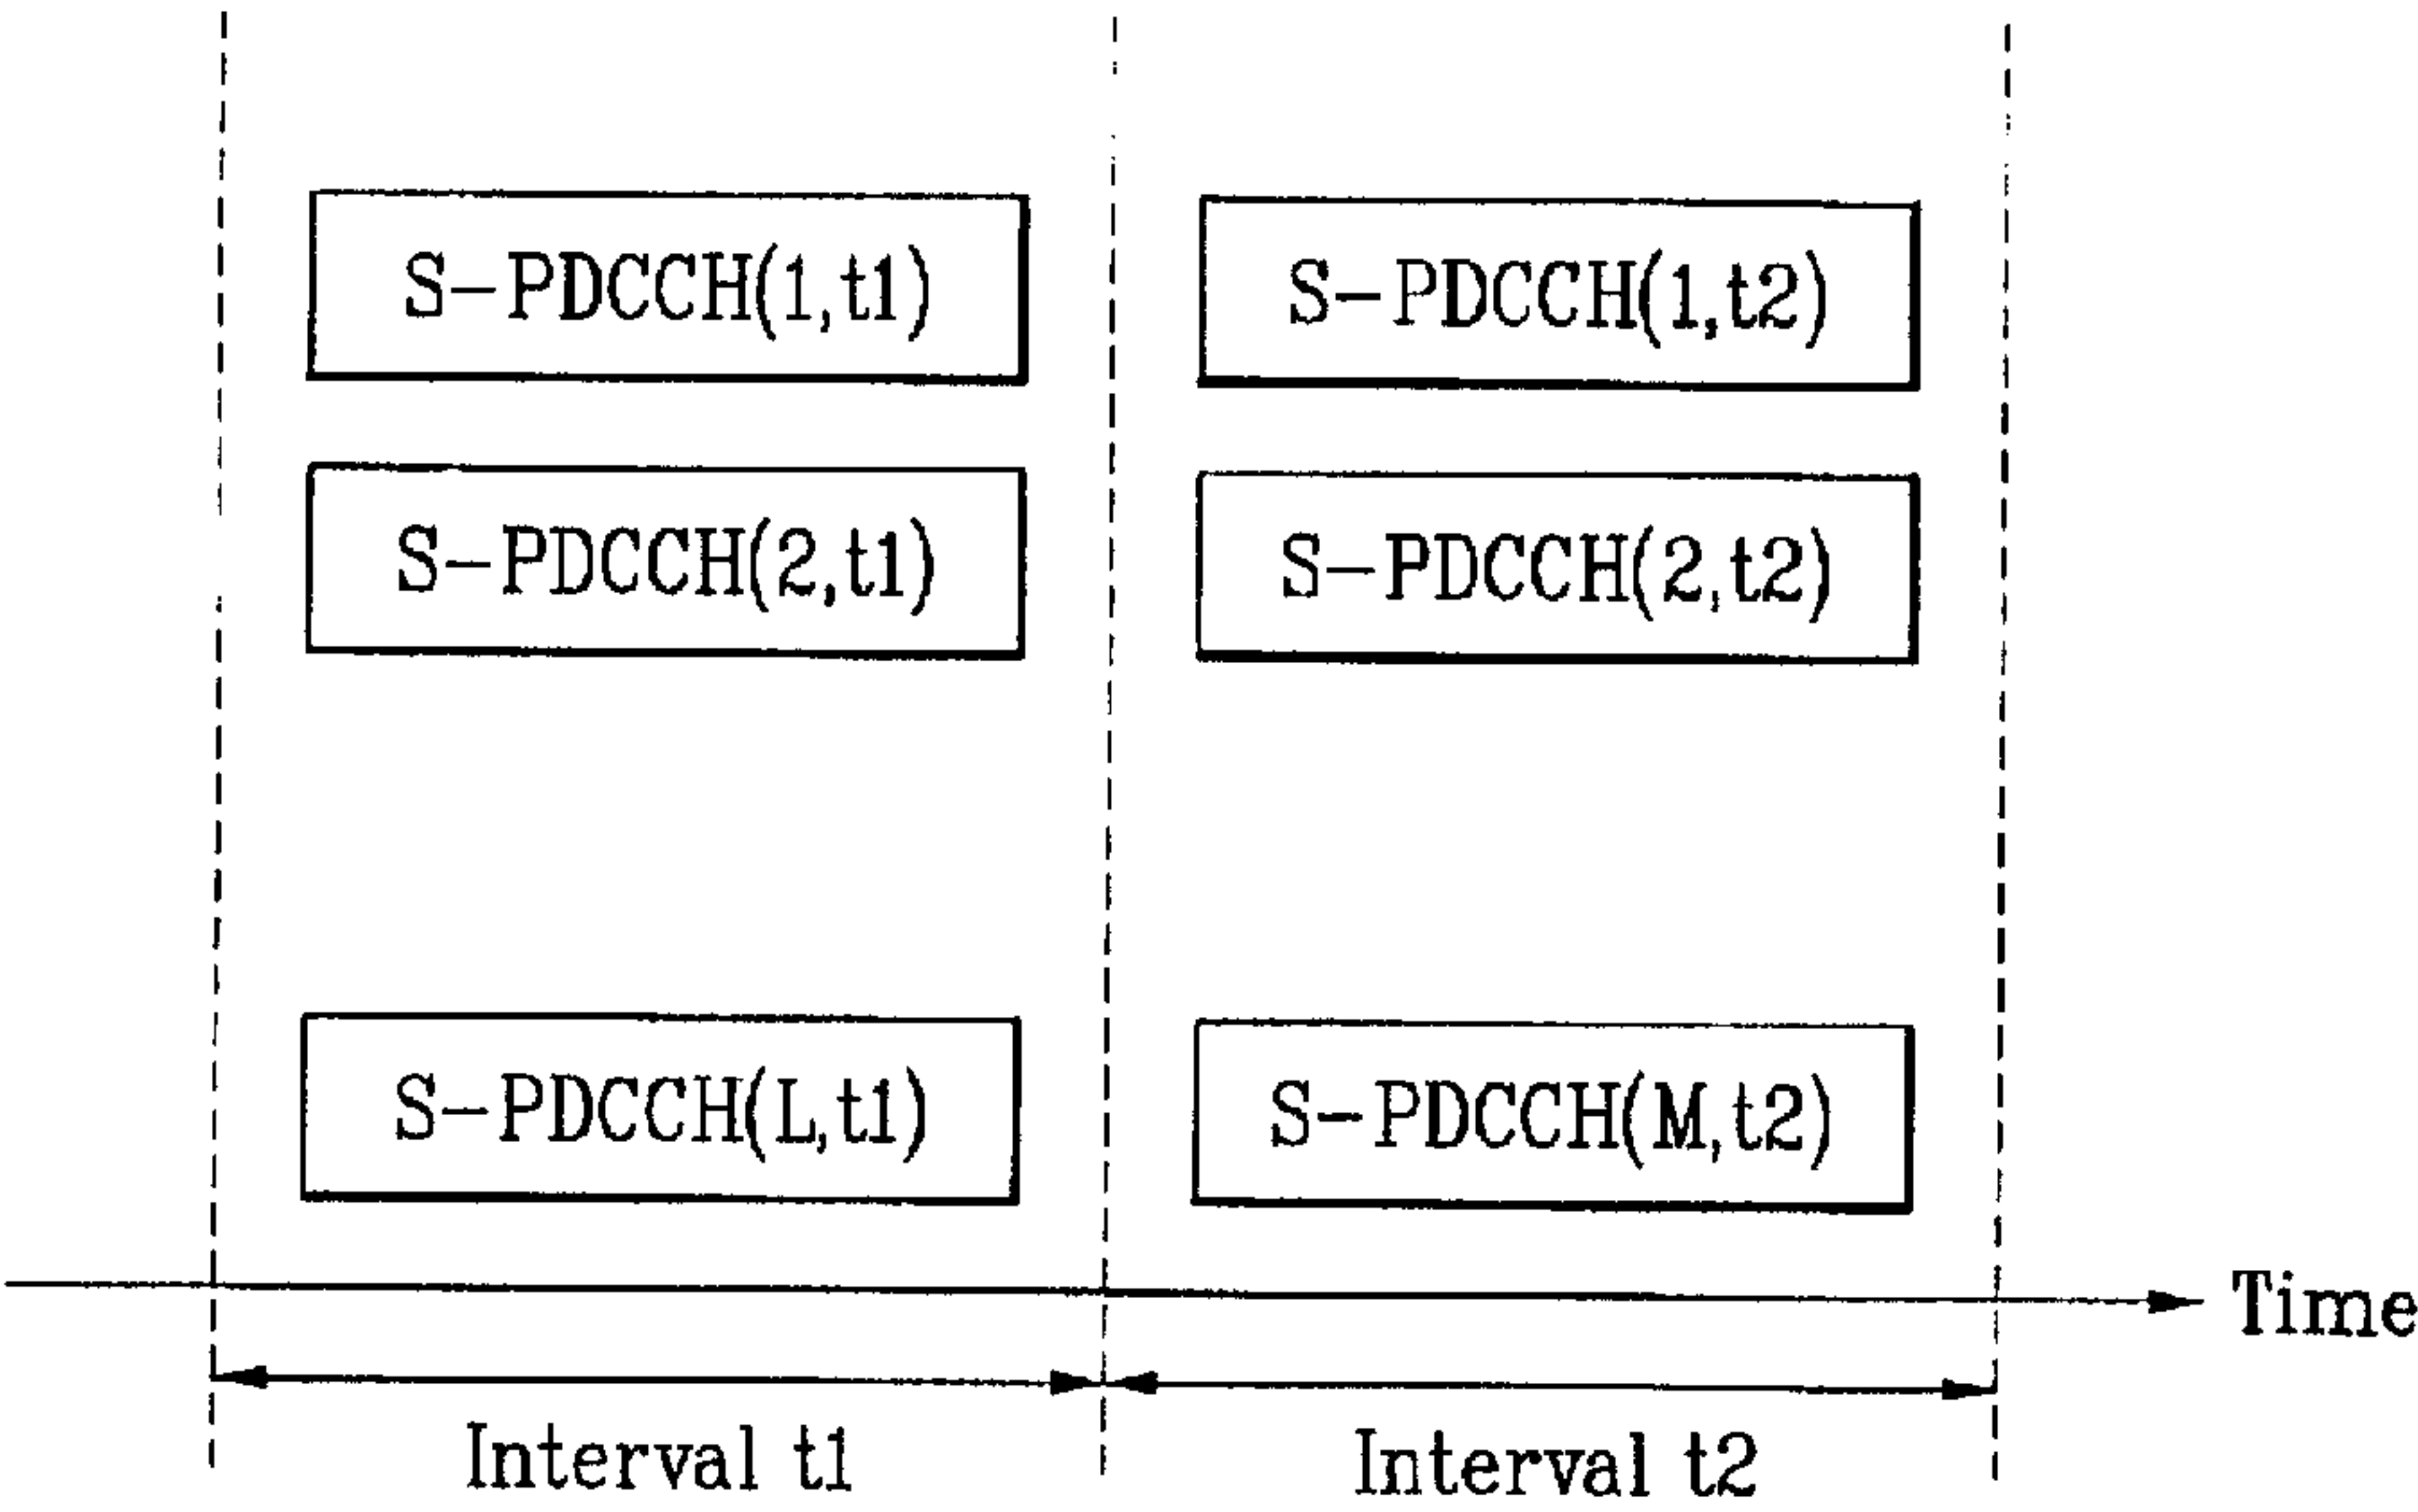 S-PDCCH(1,t1)
S-PDCCH(1,t2)
S-PDCCH(2,t1)
S-PDCCH(2,t2)
S-PDCCH(L,t1)
S-PDCCH(M,t2)
Time
Interval t1
Interval t2